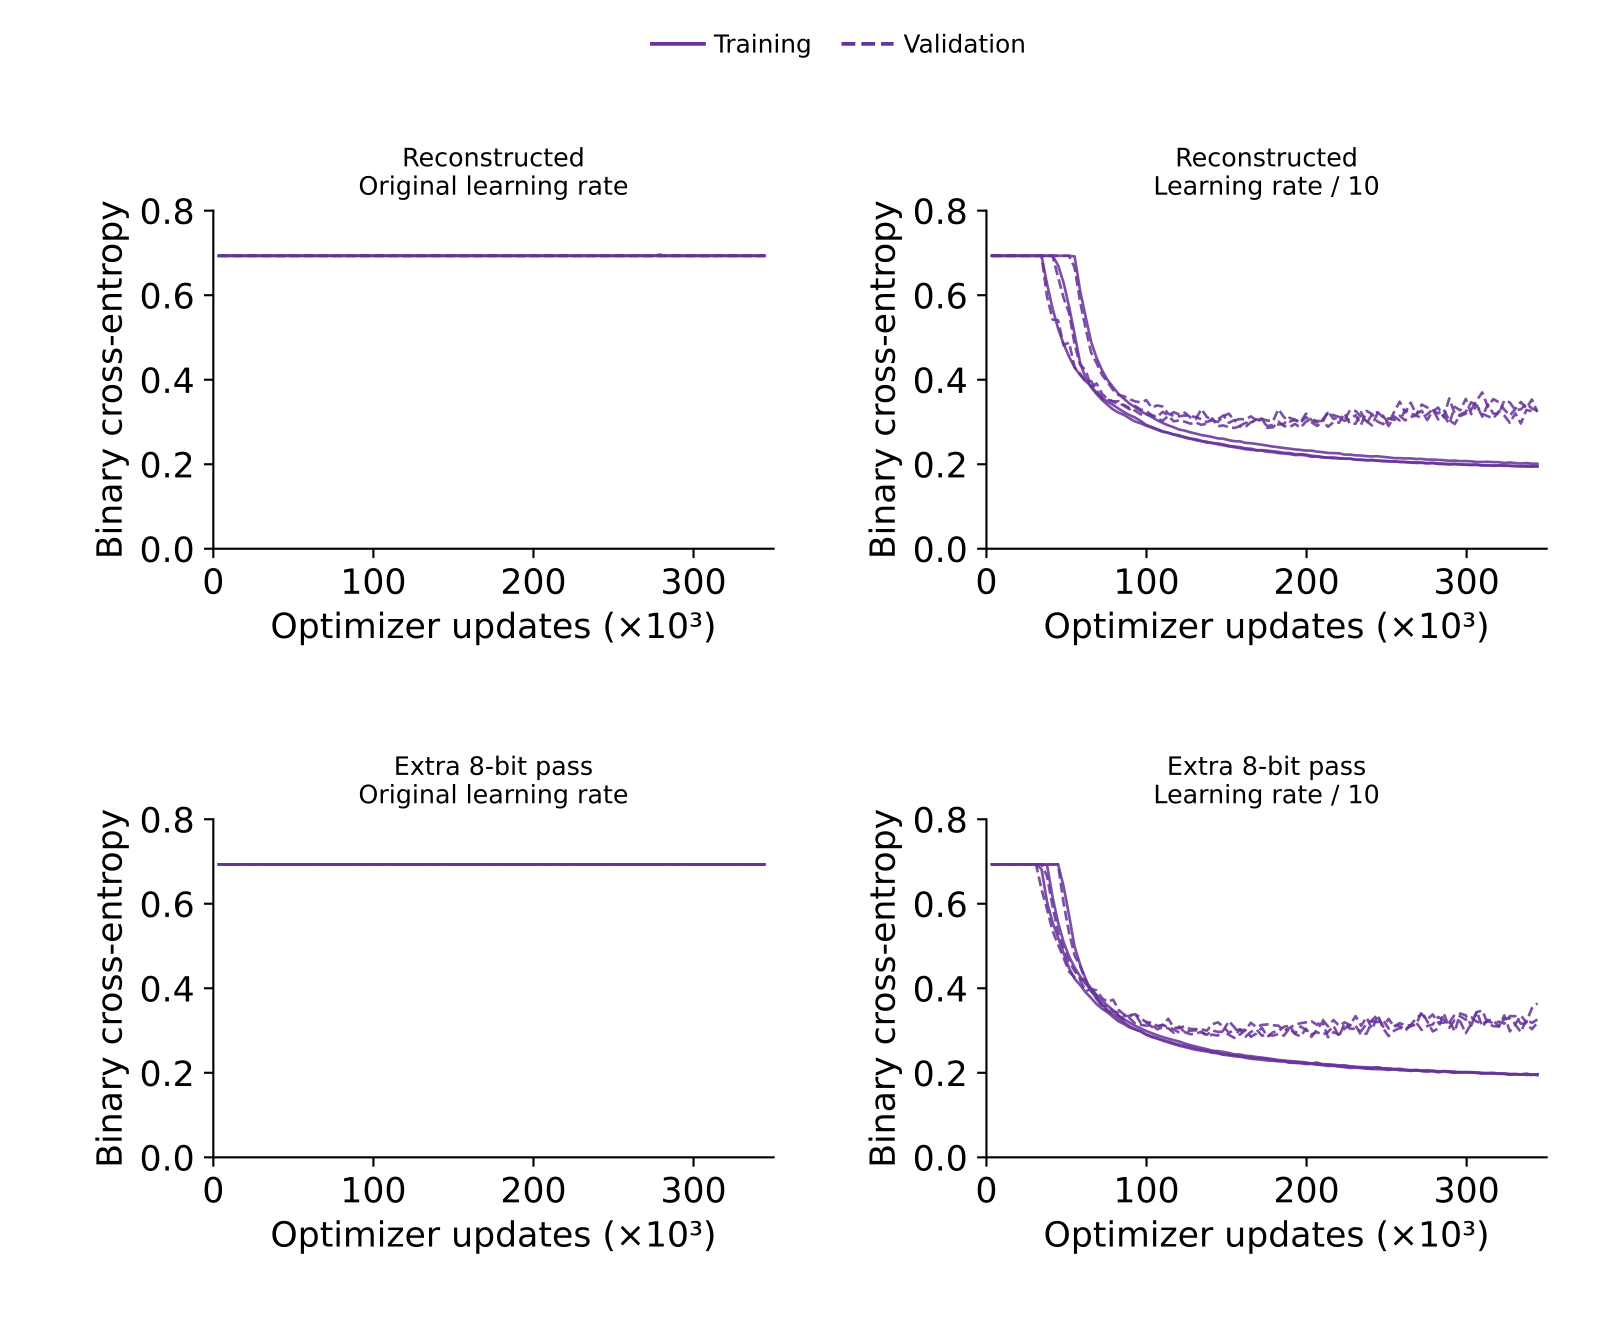 Training
Validation
Reconstructed
Original learning rate
Binary cross-entropy
0.8
0.6
0.4
0.2
0.0
0 100 200 300
Optimizer updates (×10³)
Reconstructed
Learning rate / 10
Binary cross-entropy
0.8
0.6
0.4
0.2
0.0
0 100 200 300
Optimizer updates (×10³)
Extra 8-bit pass
Original learning rate
Binary cross-entropy
0.8
0.6
0.4
0.2
0.0
0 100 200 300
Optimizer updates (×10³)
Extra 8-bit pass
Learning rate / 10
Binary cross-entropy
0.8
0.6
0.4
0.2
0.0
0 100 200 300
Optimizer updates (×10³)